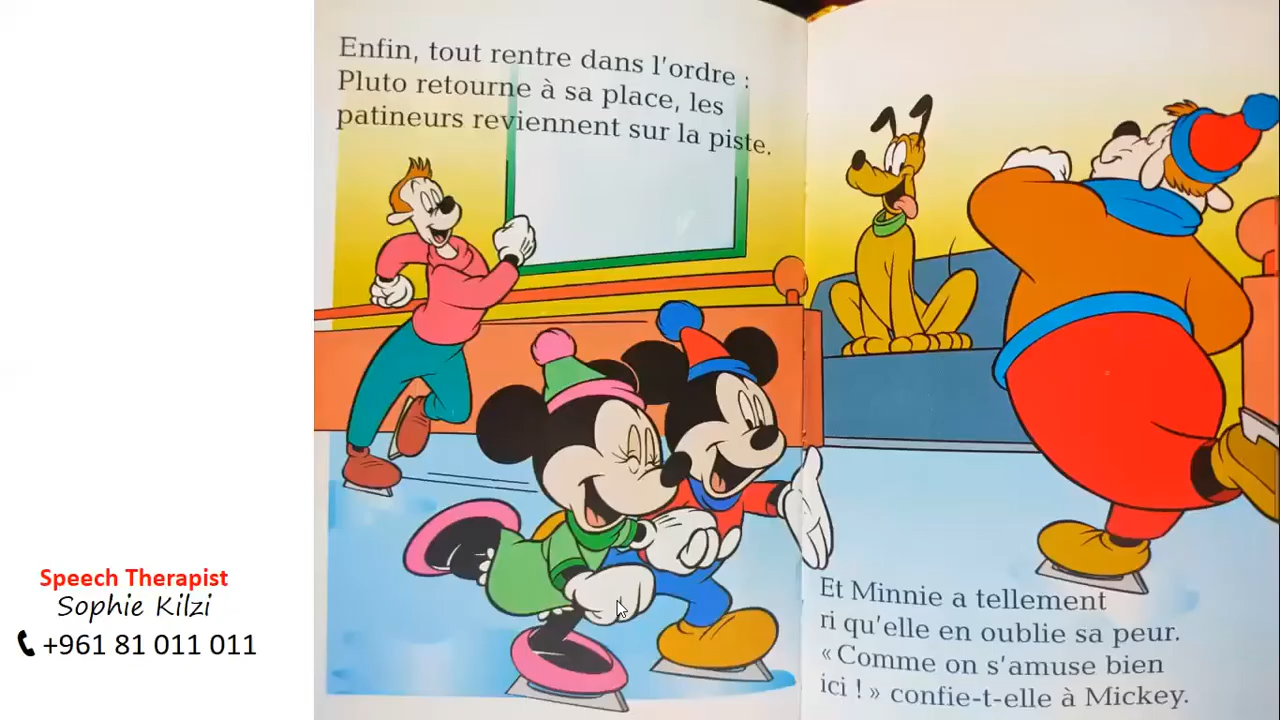 Enfin, tout rentre dans l'ordre :
Pluto retourne à sa place, les
patineurs reviennent sur la piste.
Et Minnie a tellement
ri qu'elle en oublie sa peur.
« Comme on s'amuse bien
ici ! » confie-t-elle à Mickey.
Speech Therapist
Sophie Kilzi
+961 81 011 011